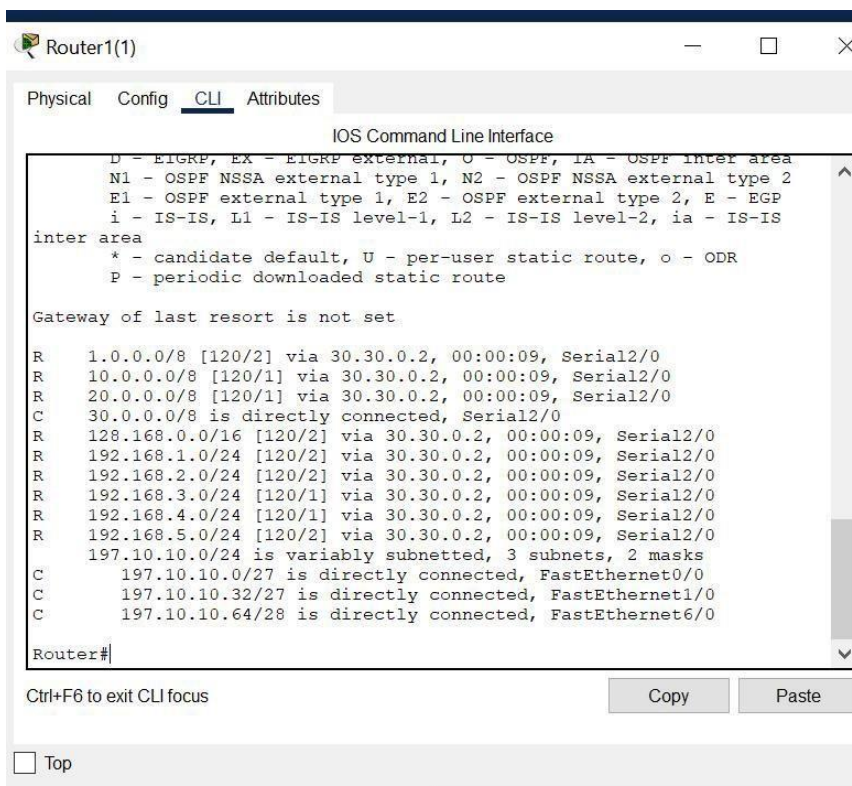 Router1(1)
Physical Config CLI Attributes
IOS Command Line Interface
D - EIGRP, EX - EIGRP external, O - OSPF, IA - OSPF inter area
N1 - OSPF NSSA external type 1, N2 - OSPF NSSA external type 2
E1 - OSPF external type 1, E2 - OSPF external type 2, E - EGP
i - IS-IS, L1 - IS-IS level-1, L2 - IS-IS level-2, ia - IS-IS
inter area
* - candidate default, U - per-user static route, o - ODR
P - periodic downloaded static route
Gateway of last resort is not set
R 1.0.0.0/8 [120/2] via 30.30.0.2, 00:00:09, Serial2/0
R 10.0.0.0/8 [120/1] via 30.30.0.2, 00:00:09, Serial2/0
R 20.0.0.0/8 [120/1] via 30.30.0.2, 00:00:09, Serial2/0
C 30.0.0.0/8 is directly connected, Serial2/0
R 128.168.0.0/16 [120/2] via 30.30.0.2, 00:00:09, Serial2/0
R 192.168.1.0/24 [120/2] via 30.30.0.2, 00:00:09, Serial2/0
R 192.168.2.0/24 [120/2] via 30.30.0.2, 00:00:09, Serial2/0
R 192.168.3.0/24 [120/1] via 30.30.0.2, 00:00:09, Serial2/0
R 192.168.4.0/24 [120/1] via 30.30.0.2, 00:00:09, Serial2/0
R 192.168.5.0/24 [120/2] via 30.30.0.2, 00:00:09, Serial2/0
197.10.10.0/24 is variably subnetted, 3 subnets, 2 masks
C 197.10.10.0/27 is directly connected, FastEthernet0/0
C 197.10.10.32/27 is directly connected, FastEthernet1/0
C 197.10.10.64/28 is directly connected, FastEthernet6/0
Router#
Ctrl+F6 to exit CLI focus
Copy Paste
Top